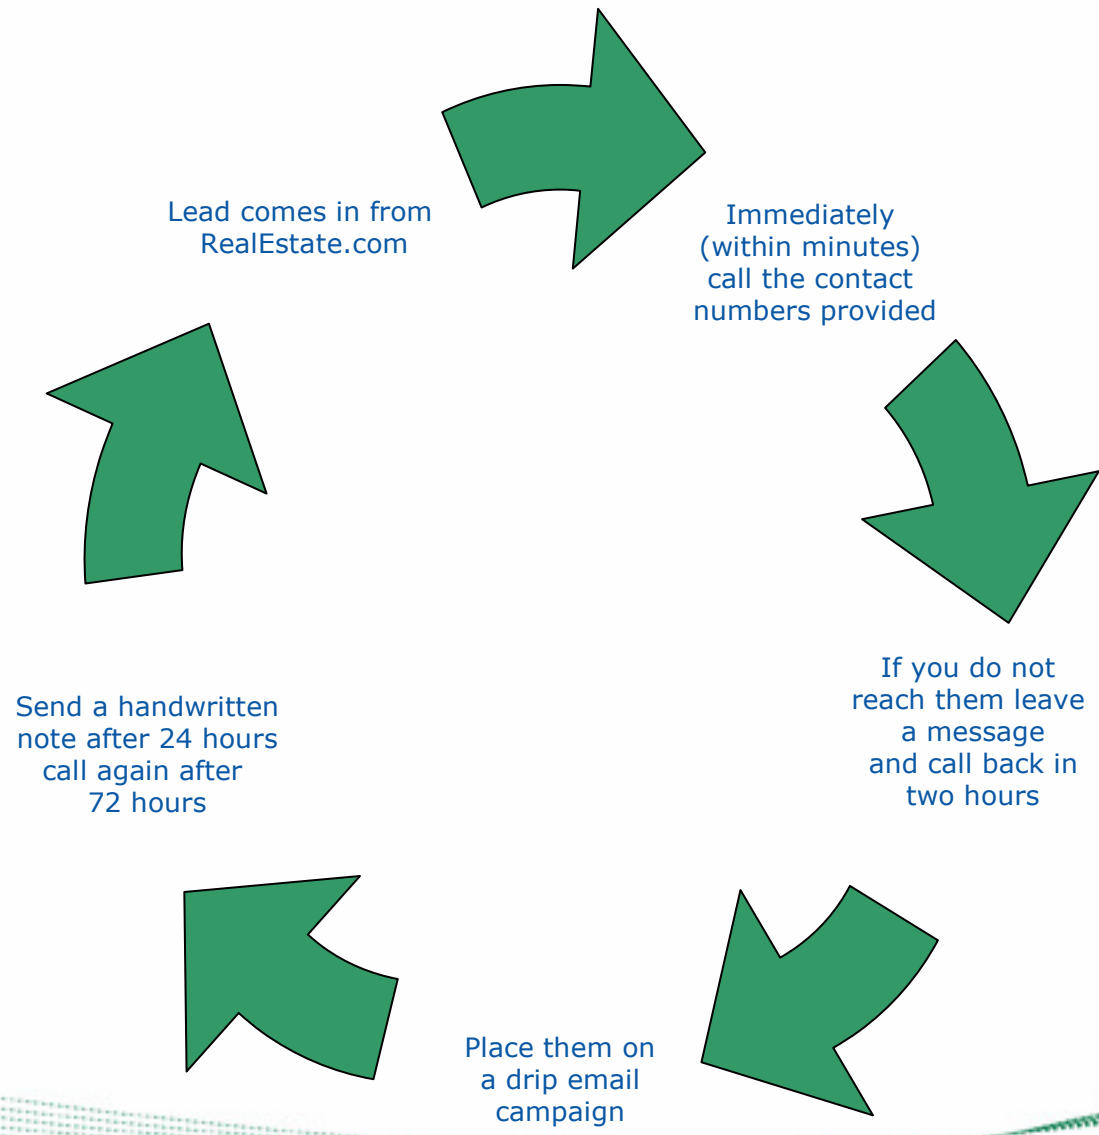 Lead comes in from
RealEstate.com
Immediately
(within minutes)
call the contact
numbers provided
If you do not
reach them leave
a message
and call back in
two hours
Place them on
a drip email
campaign
Send a handwritten
note after 24 hours
call again after
72 hours